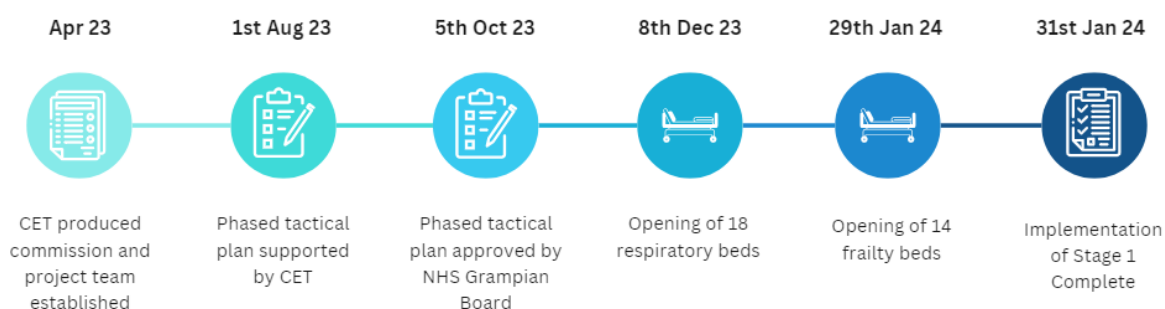 Apr 23
1st Aug 23
5th Oct 23
8th Dec 23
29th Jan 24
31st Jan 24
CET produced
commission and
project team
established
Phased tactical
plan supported
by CET
Phased tactical
plan approved by
NHS Grampian
Board
Opening of 18
respiratory beds
Opening of 14
frailty beds
Implementation
of Stage 1
Complete